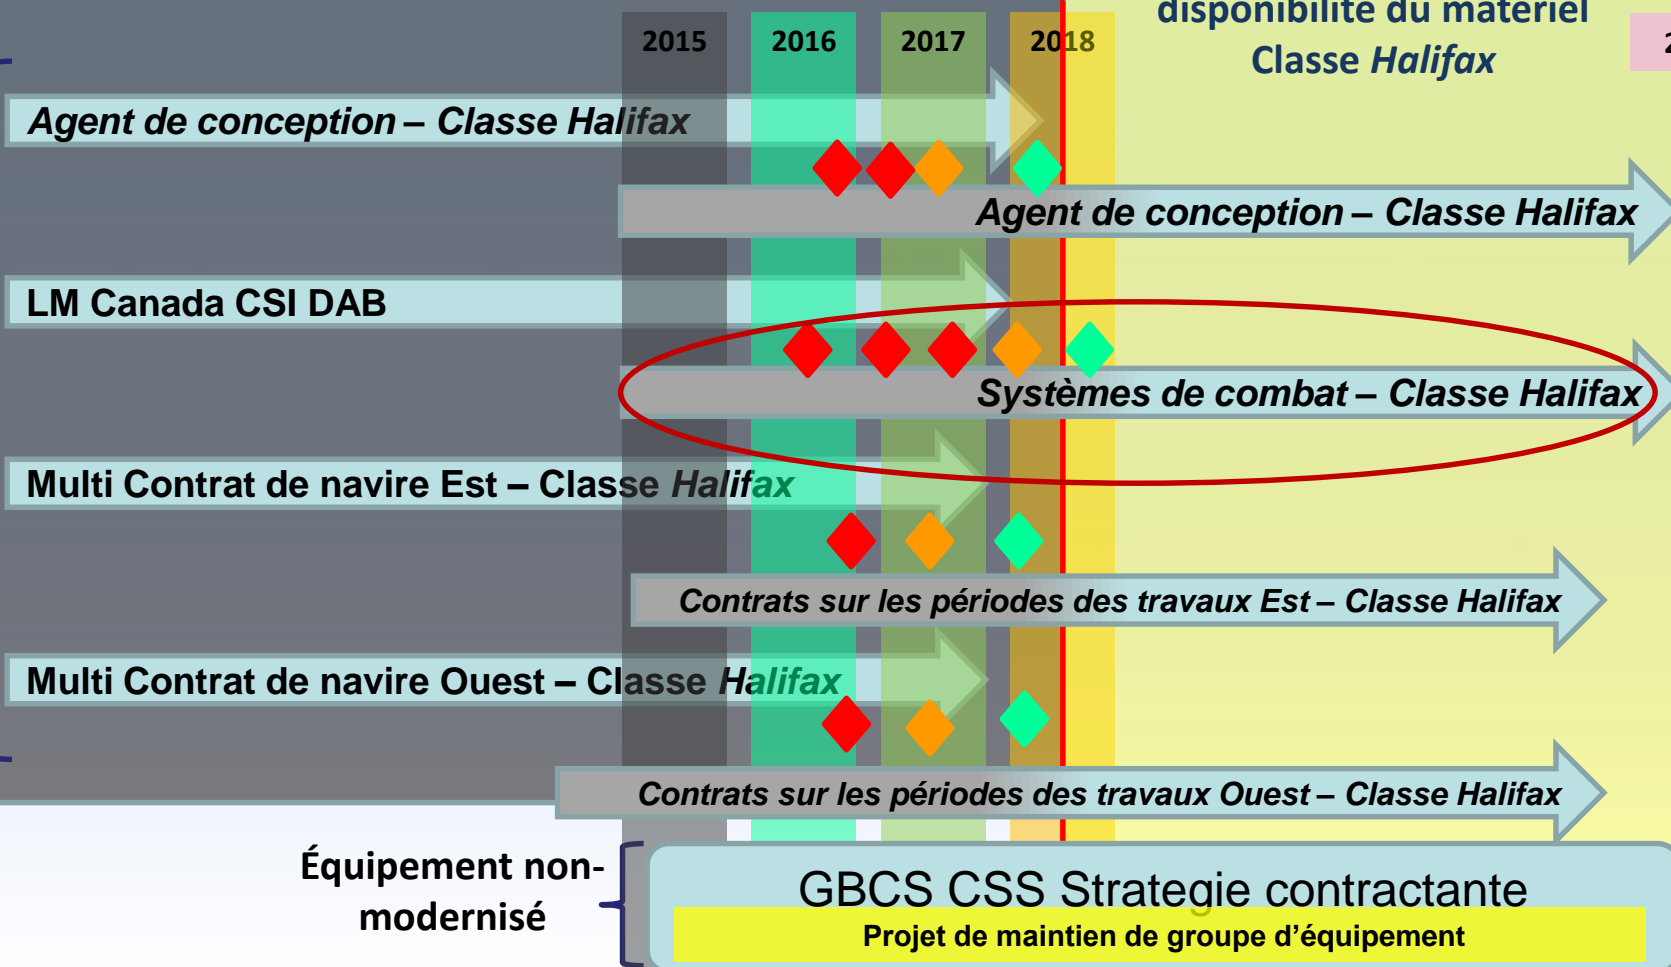 disponibilité du matériel
Classe Halifax
2015
2016
2017
2018
2
Agent de conception – Classe Halifax
Agent de conception – Classe Halifax
LM Canada CSI DAB
Systèmes de combat – Classe Halifax
Multi Contrat de navire Est – Classe Halifax
Contrats sur les périodes des travaux Est – Classe Halifax
Multi Contrat de navire Ouest – Classe Halifax
Contrats sur les périodes des travaux Ouest – Classe Halifax
Équipement non-
modernisé
GBCS CSS Strategie contractante
Projet de maintien de groupe d’équipement